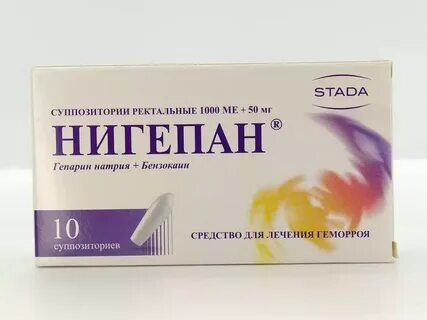 STADA
СУППОЗИТОРИИ РЕКТАЛЬНЫЕ 1000 МЕ + 50 мг
НИГЕПАН®
Гепарин натрия + Бензокаин
10
суппозиториев
СРЕДСТВО ДЛЯ ЛЕЧЕНИЯ ГЕМОРРОЯ